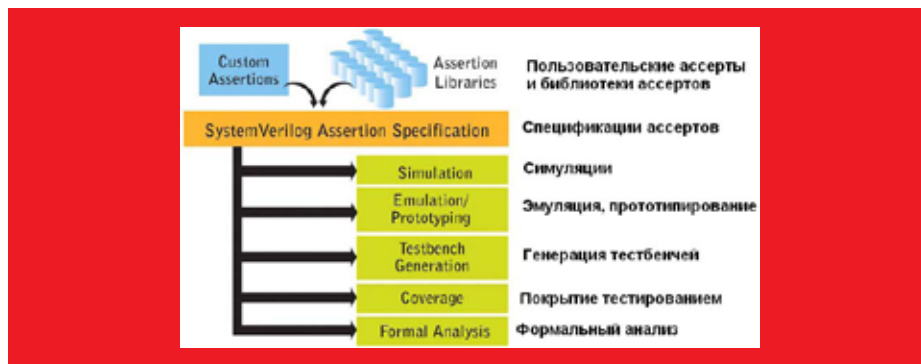 Custom
Assertions
Assertion
Libraries
Пользовательские ассерты
и библиотеки ассертов
SystemVerilog Assertion Specification
Спецификации ассертов
Simulation
Симуляции
Emulation/
Prototyping
Эмуляция, прототипирование
Testbench
Generation
Генерация тестбенчей
Coverage
Покрытие тестированием
Formal Analysis
Формальный анализ